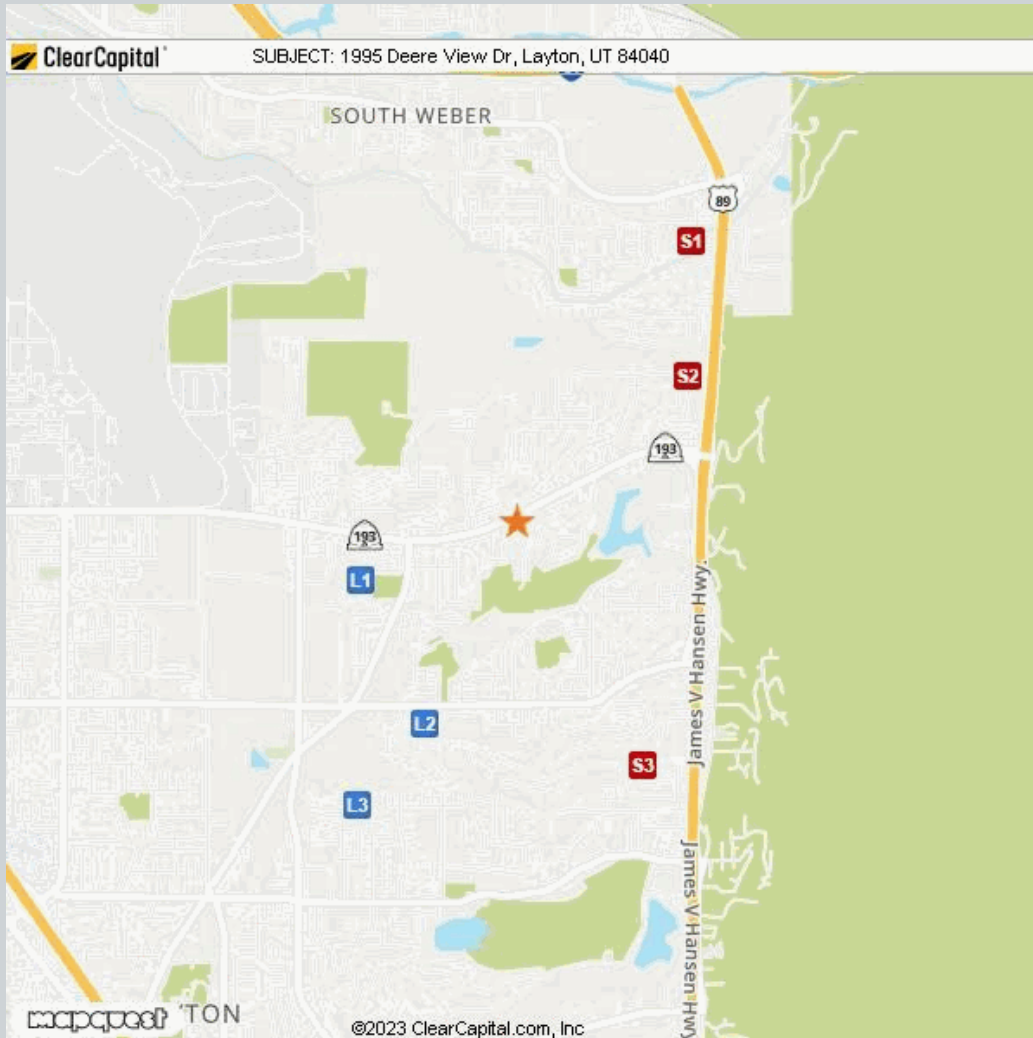 ClearCapital
SUBJECT: 1995 Deere View Dr, Layton, UT 84040
SOUTH WEBER
89
S1
S2
193
193
L1
James V Hansen Hwy.
L2
S3
L3
James V Hansen Hwy
mapquest
TON
©2023 ClearCapital.com, Inc